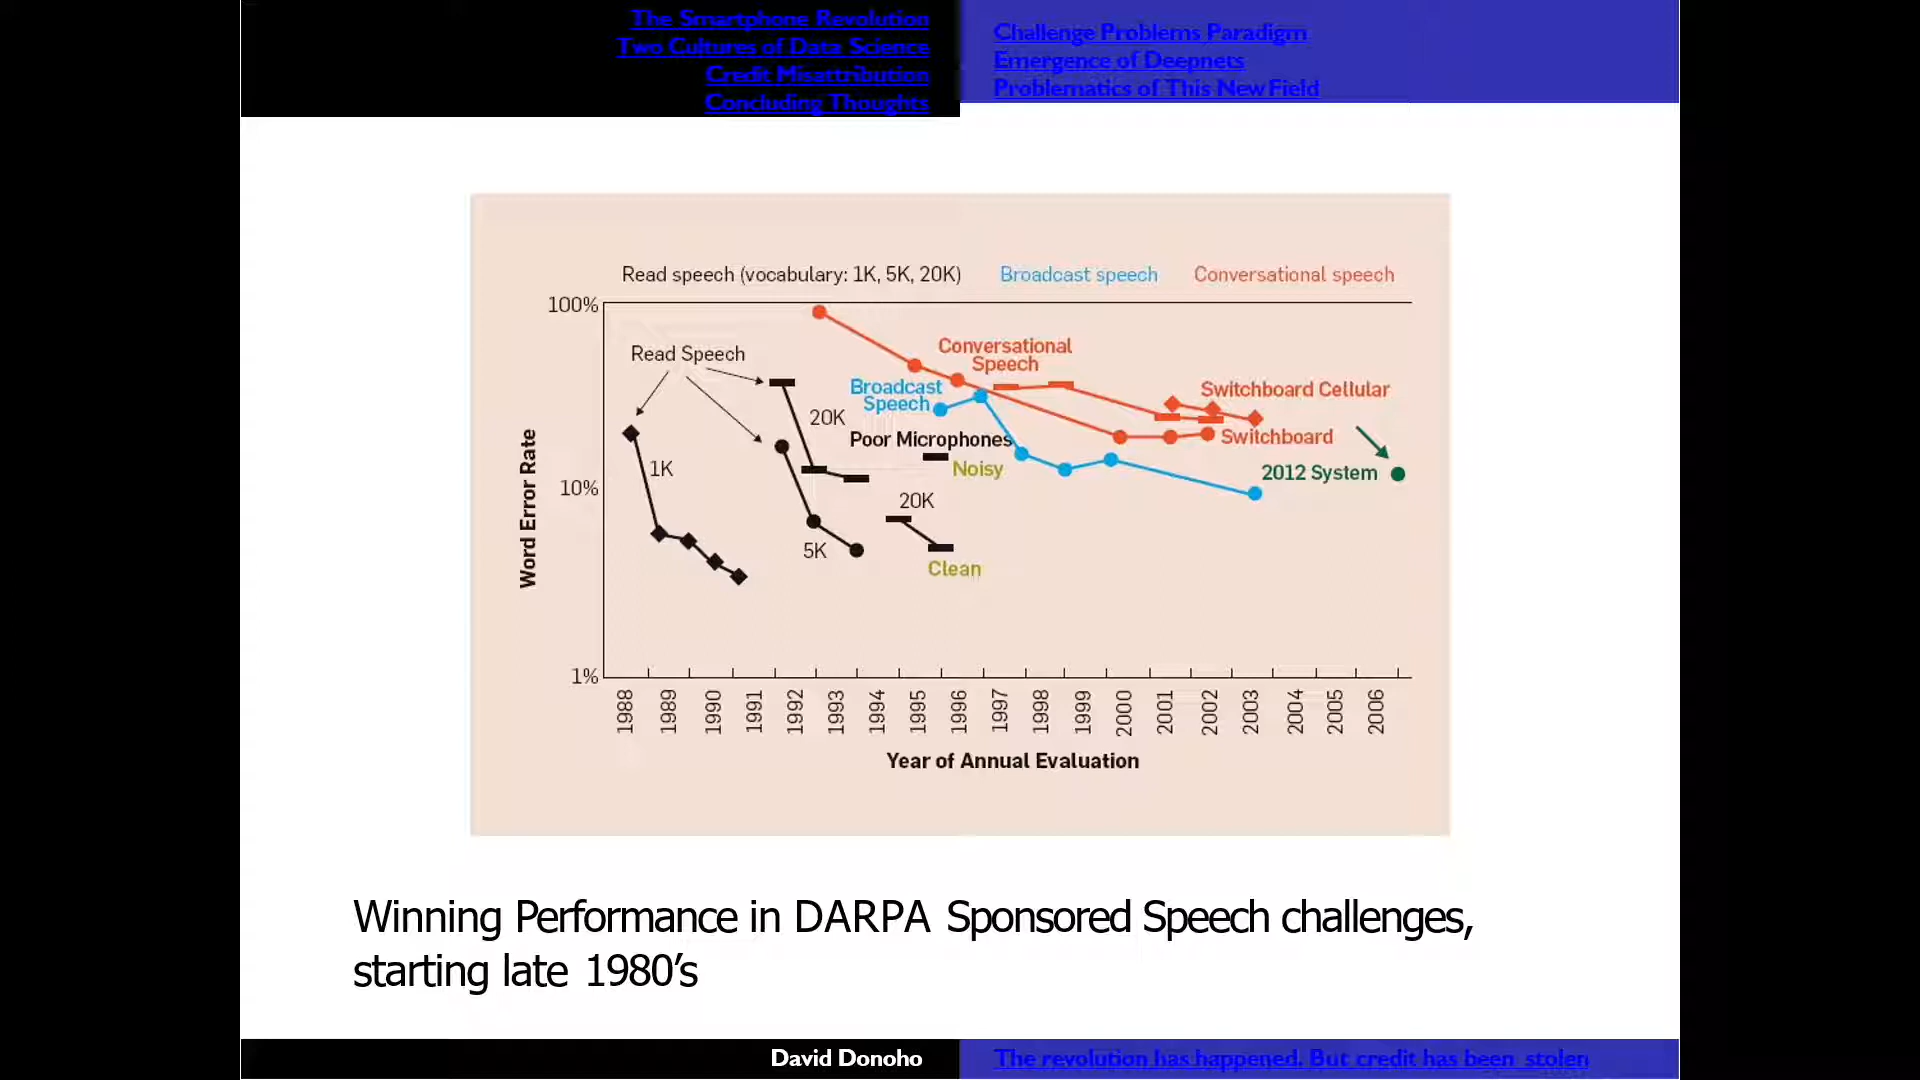 The Smartphone Revolution
Two Cultures of Data Science
Credit Misattribution
Concluding Thoughts
Challenge Problems Paradigm
Emergence of Deepnets
Problematics of This New Field
Read speech (vocabulary: 1K, 5K, 20K)
Broadcast speech
Conversational speech
100%
10%
1%
Word Error Rate
Read Speech
1K
20K
5K
Conversational
Speech
Broadcast
Speech
Poor Microphones
Noisy
20K
Clean
Switchboard Cellular
Switchboard
2012 System
1988
1989
1990
1991
1992
1993
1994
1995
1996
1997
1998
1999
2000
2001
2002
2003
2004
2005
2006
Year of Annual Evaluation
Winning Performance in DARPA Sponsored Speech challenges,
starting late 1980’s
David Donoho
The revolution has happened. But credit has been stolen